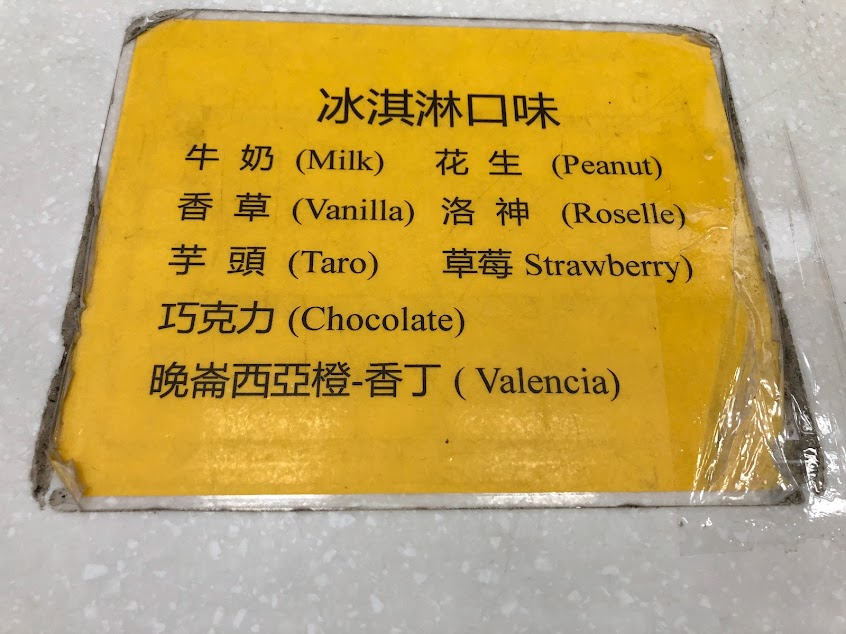 冰淇淋口味
牛 奶 (Milk) 花 生 (Peanut)
香 草 (Vanilla) 洛 神 (Roselle)
芋 頭 (Taro) 草莓 Strawberry)
巧克力 (Chocolate)
晚崙西亞橙-香丁 ( Valencia)